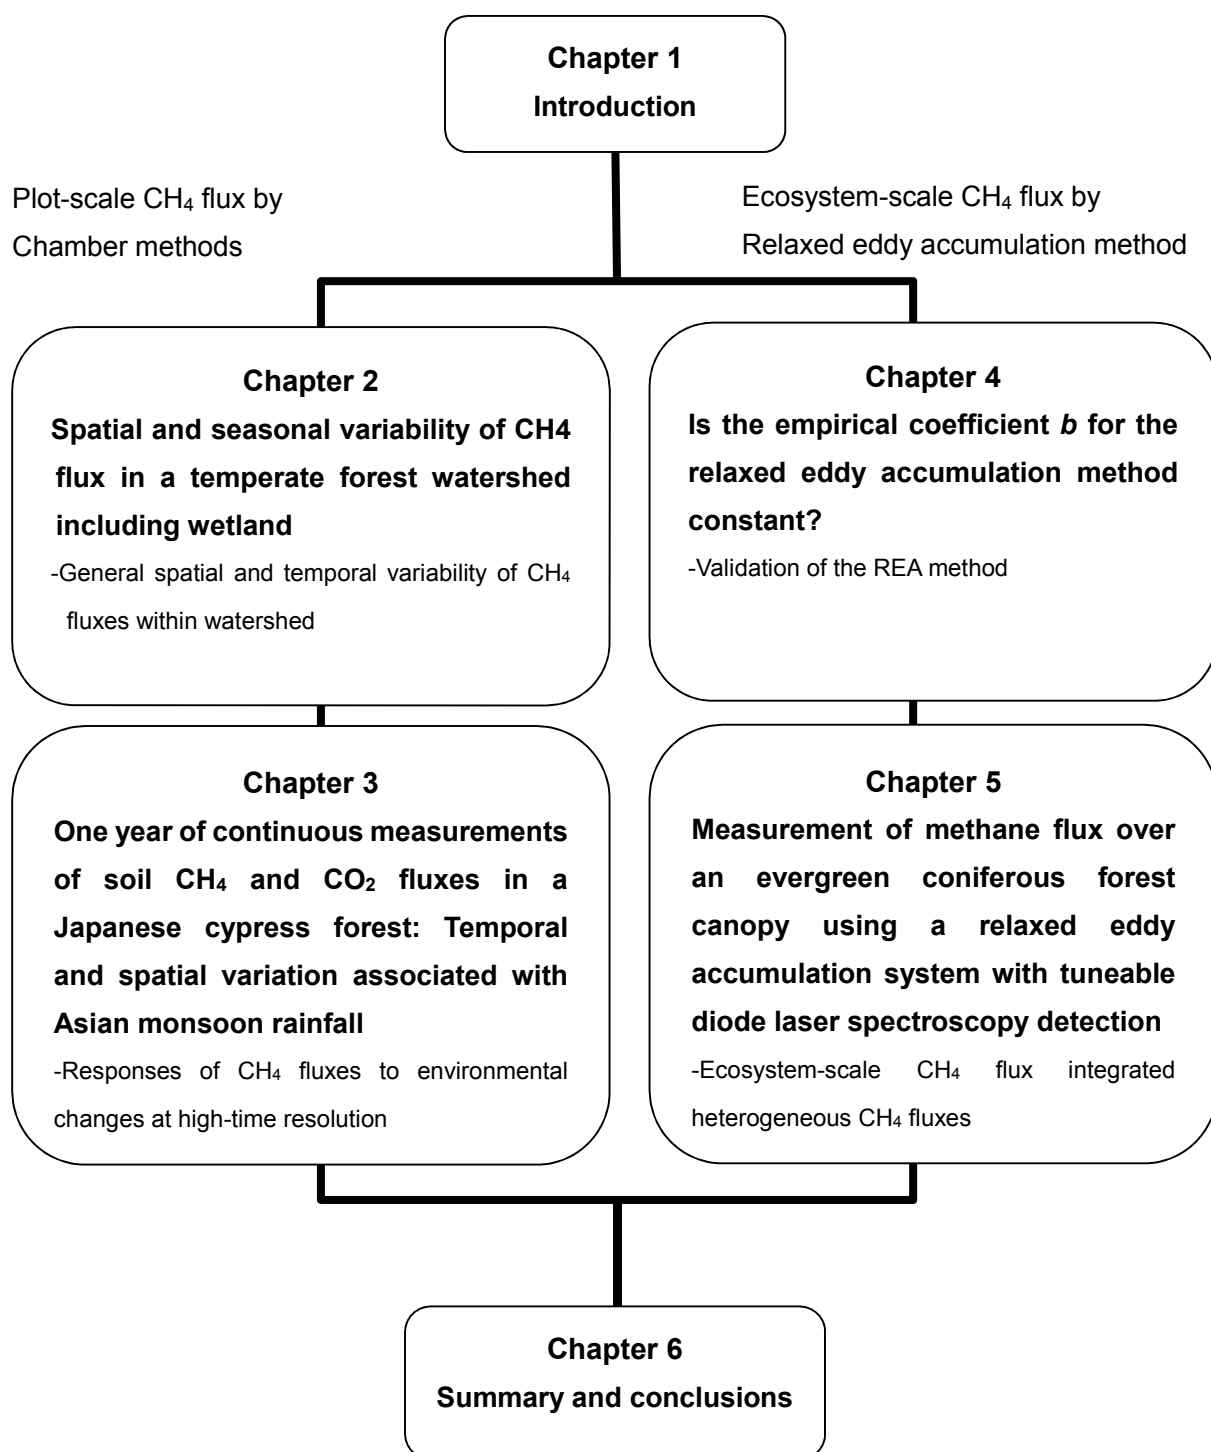 Chapter 1
Introduction
Plot-scale CH₄ flux by
Chamber methods
Ecosystem-scale CH₄ flux by
Relaxed eddy accumulation method
Chapter 2
Spatial and seasonal variability of CH4
flux in a temperate forest watershed
including wetland
-General spatial and temporal variability of CH₄
fluxes within watershed
Chapter 4
Is the empirical coefficient b for the
relaxed eddy accumulation method
constant?
-Validation of the REA method
Chapter 3
One year of continuous measurements
of soil CH₄ and CO₂ fluxes in a
Japanese cypress forest: Temporal
and spatial variation associated with
Asian monsoon rainfall
-Responses of CH₄ fluxes to environmental
changes at high-time resolution
Chapter 5
Measurement of methane flux over
an evergreen coniferous forest
canopy using a relaxed eddy
accumulation system with tuneable
diode laser spectroscopy detection
-Ecosystem-scale CH₄ flux integrated
heterogeneous CH₄ fluxes
Chapter 6
Summary and conclusions